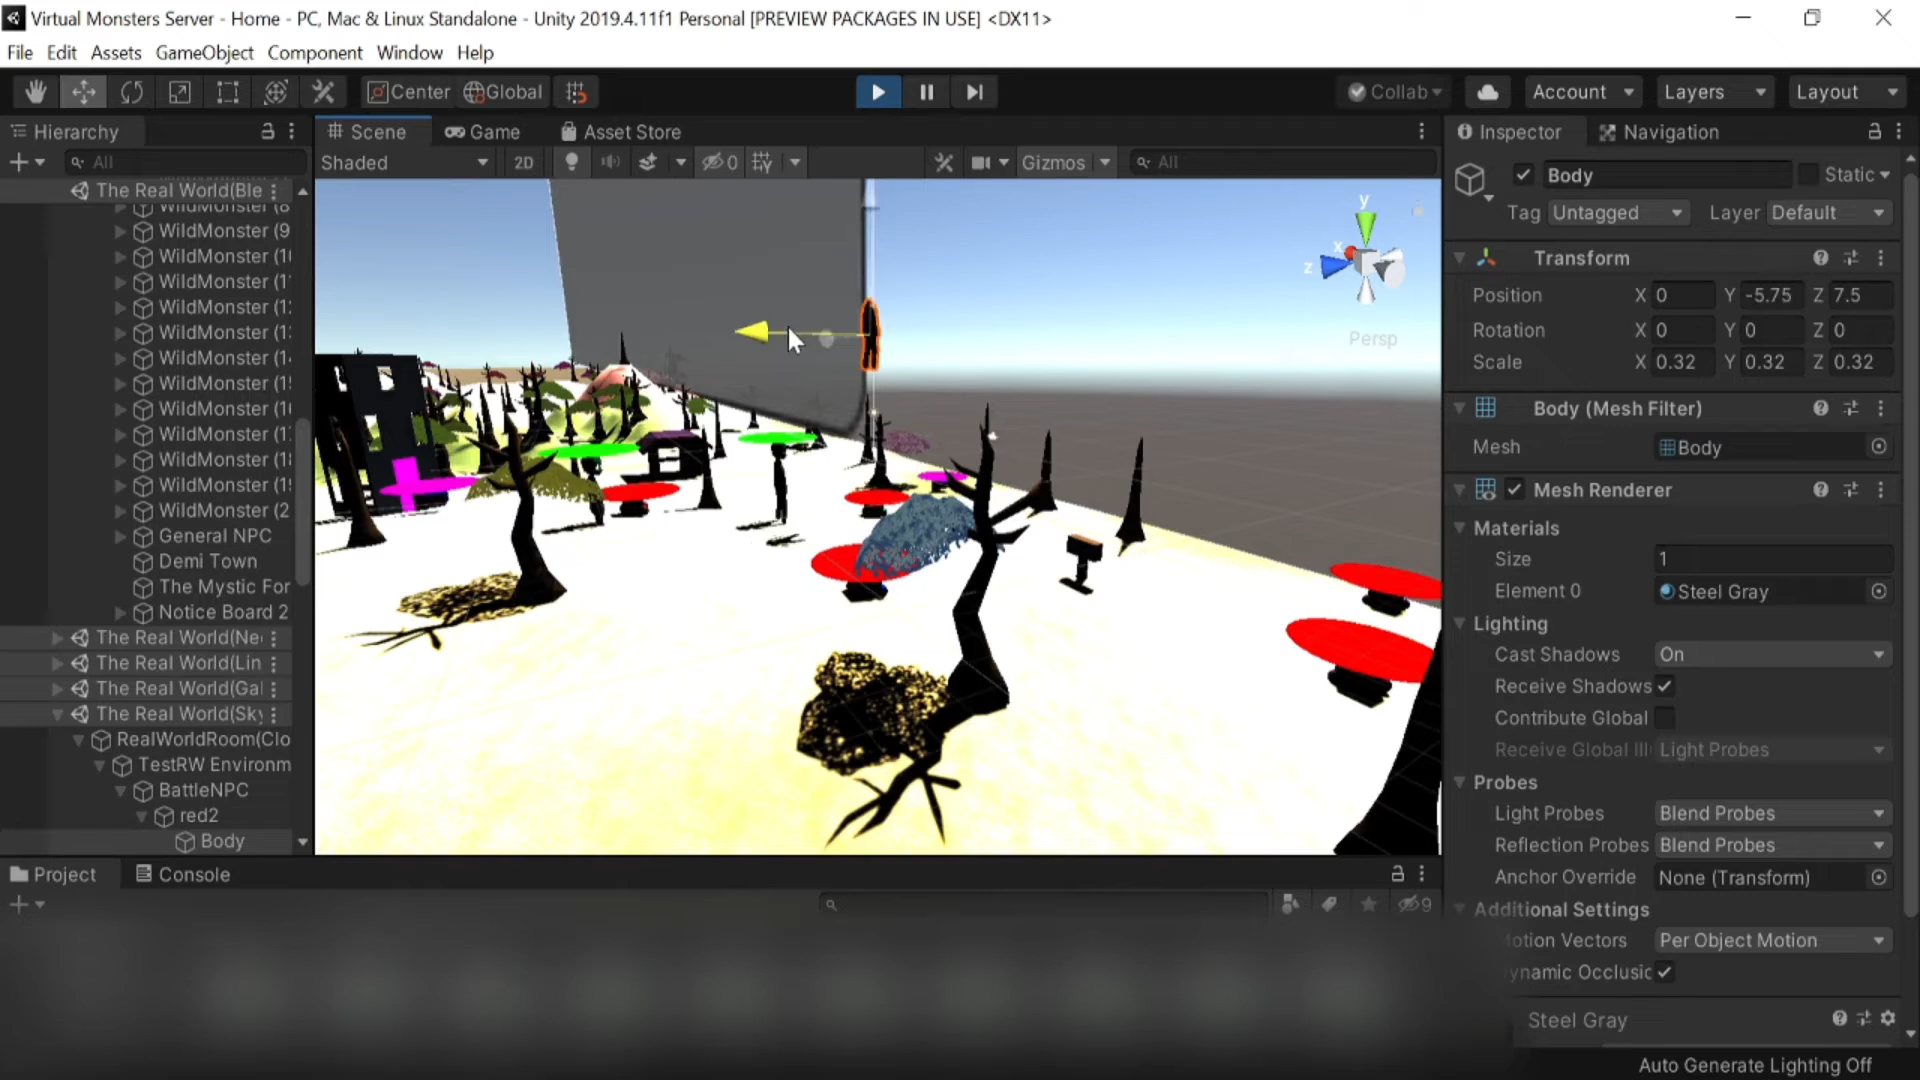 Virtual Monsters Server - Home - PC, Mac & Linux Standalone - Unity 2019.4.11f1 Personal [PREVIEW PACKAGES IN USE] <DX11>
File Edit Assets GameObject Component Window Help
Center Global Collab Account Layers Layout
Hierarchy
All
The Real World(Ble
WildMonster (8
WildMonster (9
WildMonster (1
WildMonster (1
WildMonster (1
WildMonster (1
WildMonster (1
WildMonster (1
WildMonster (1
WildMonster (1
WildMonster (1
WildMonster (1
WildMonster (2
General NPC
Demi Town
The Mystic For
Notice Board 2
The Real World(Ne
The Real World(Lin
The Real World(Gal
The Real World(Sky
RealWorldRoom(Clo
TestRW Environm
BattleNPC
red2
Body
Scene Game Asset Store
Shaded 2D 0 Gizmos All
y
x
z
Persp
Inspector Navigation
Body Static
Tag Untagged Layer Default
Transform
Position X 0 Y -5.75 Z 7.5
Rotation X 0 Y 0 Z 0
Scale X 0.32 Y 0.32 Z 0.32
Body (Mesh Filter)
Mesh Body
Mesh Renderer
Materials
Size 1
Element 0 Steel Gray
Lighting
Cast Shadows On
Receive Shadows
Contribute Global
Receive Global Ill Light Probes
Probes
Light Probes Blend Probes
Reflection Probes Blend Probes
Anchor Override None (Transform)
Additional Settings
Motion Vectors Per Object Motion
Dynamic Occlusic
Steel Gray
Project Console
9
Auto Generate Lighting Off